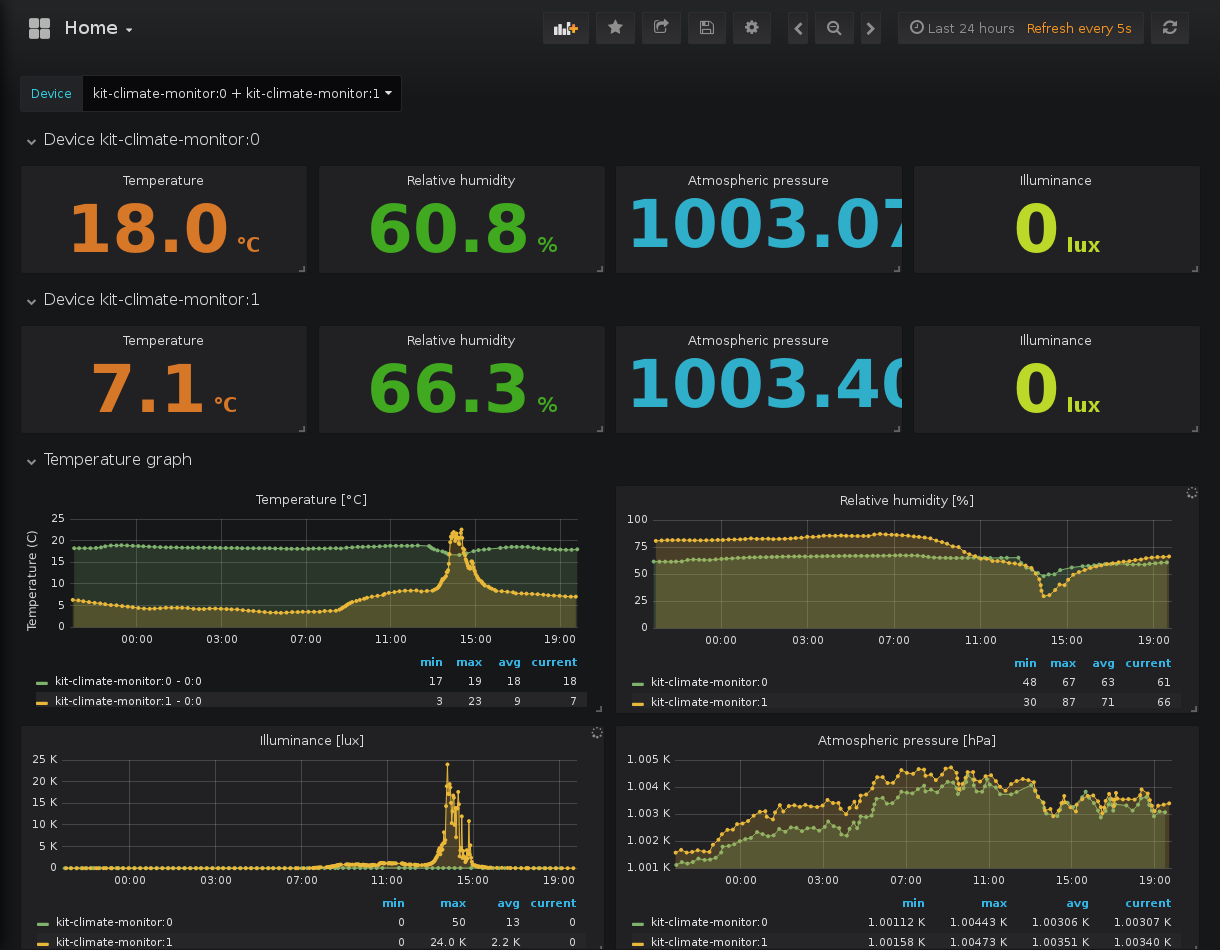 Home
Last 24 hours Refresh every 5s
Device kit-climate-monitor:0 + kit-climate-monitor:1
Device kit-climate-monitor:0
Temperature Relative humidity Atmospheric pressure Illuminance
18.0 °C 60.8 % 1003.07 0 lux
Device kit-climate-monitor:1
Temperature Relative humidity Atmospheric pressure Illuminance
7.1 °C 66.3 % 1003.40 0 lux
Temperature graph
Temperature [°C]
Temperature (C)
25
20
15
10
5
0
00:00 03:00 07:00 11:00 15:00 19:00
min max avg current
kit-climate-monitor:0 - 0:0 17 19 18 18
kit-climate-monitor:1 - 0:0 3 23 9 7
Relative humidity [%]
100
75
50
25
0
00:00 03:00 07:00 11:00 15:00 19:00
min max avg current
kit-climate-monitor:0 48 67 63 61
kit-climate-monitor:1 30 87 71 66
Illuminance [lux]
25 K
20 K
15 K
10 K
5 K
0
00:00 03:00 07:00 11:00 15:00 19:00
min max avg current
kit-climate-monitor:0 0 50 13 0
kit-climate-monitor:1 0 24.0 K 2.2 K 0
Atmospheric pressure [hPa]
1.005 K
1.004 K
1.003 K
1.002 K
1.001 K
00:00 03:00 07:00 11:00 15:00 19:00
min max avg current
kit-climate-monitor:0 1.00112 K 1.00443 K 1.00306 K 1.00307 K
kit-climate-monitor:1 1.00158 K 1.00473 K 1.00351 K 1.00340 K